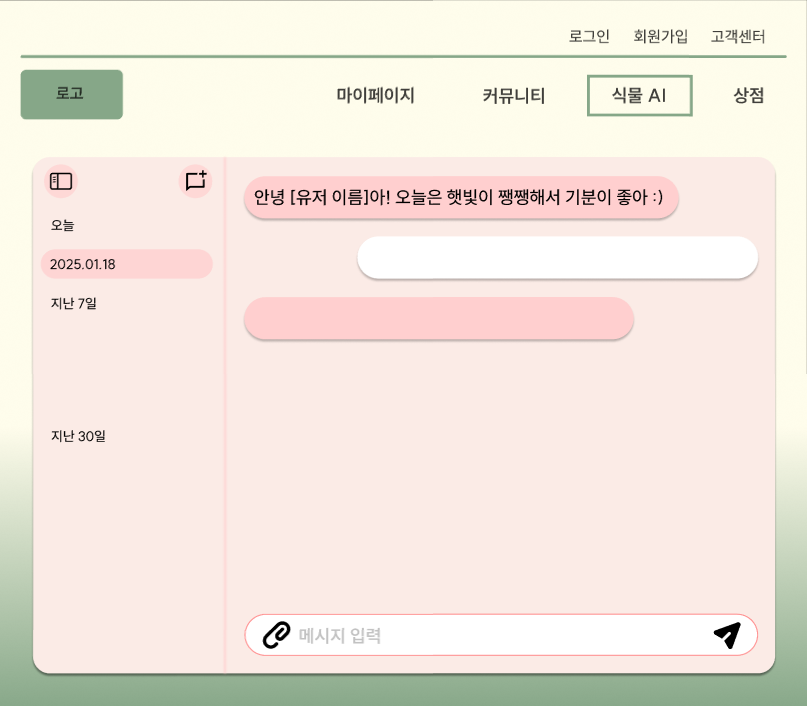 로그인 회원가입 고객센터
로고 마이페이지 커뮤니티 식물 AI 상점
안녕 [유저 이름]아! 오늘은 햇빛이 쨍쨍해서 기분이 좋아 :)
오늘
2025.01.18
지난 7일
지난 30일
메시지 입력